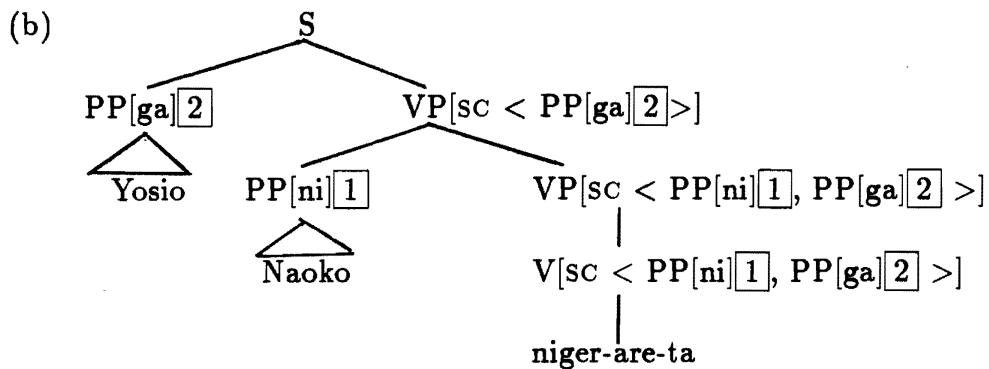 (b)
S
PP[ga] 2 VP[SC < PP[ga] 2 >]
Yosio PP[ni] 1 VP[SC < PP[ni] 1 , PP[ga] 2 >]
Naoko V[SC < PP[ni] 1 , PP[ga] 2 >]
niger-are-ta